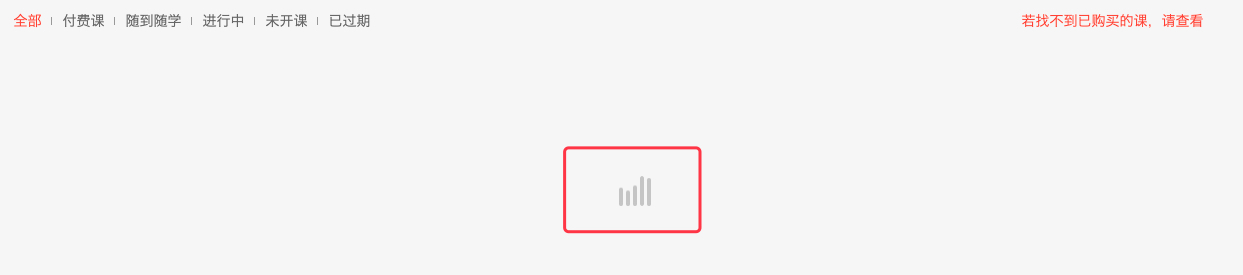 全部 | 付费课 | 随到随学 | 进行中 | 未开课 | 已过期 若找不到已购买的课，请查看